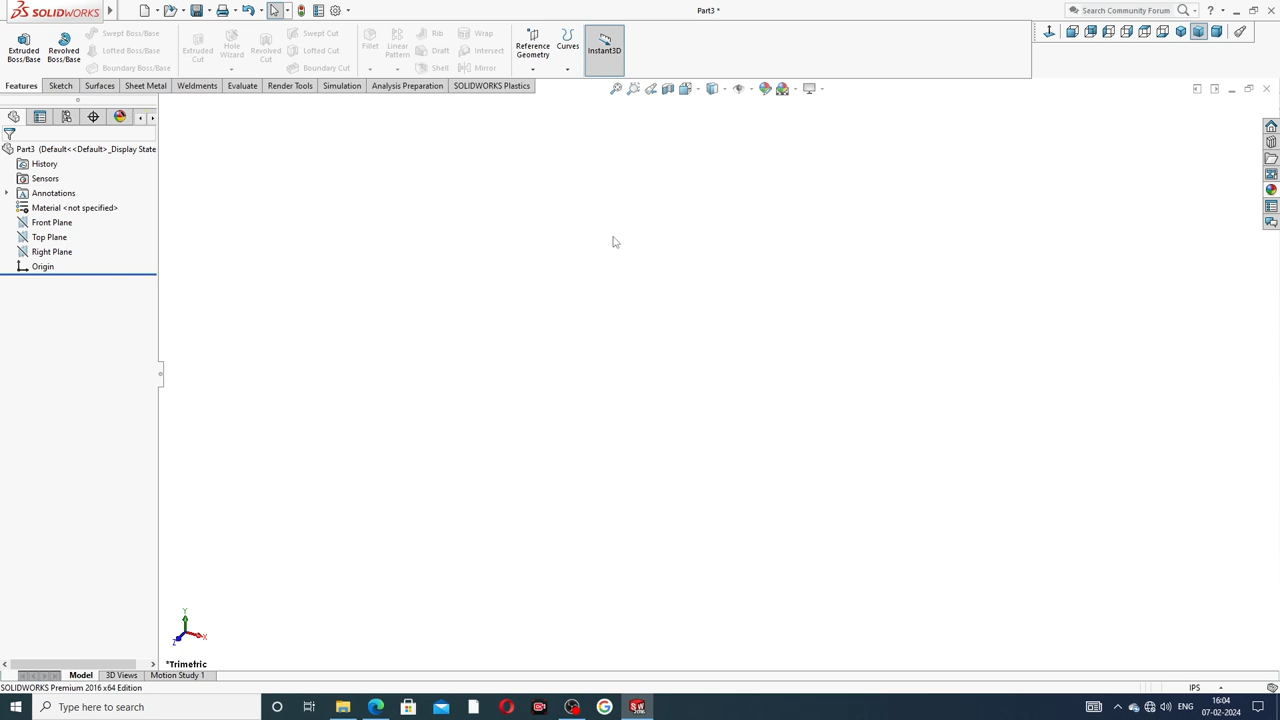 SOLIDWORKS
Part3 *
Search Community Forum
Extruded Boss/Base
Revolved Boss/Base
Swept Boss/Base
Lofted Boss/Base
Boundary Boss/Base
Extruded Cut
Hole Wizard
Revolved Cut
Swept Cut
Lofted Cut
Boundary Cut
Fillet
Linear Pattern
Rib
Draft
Shell
Wrap
Intersect
Mirror
Reference Geometry
Curves
Instant3D
Features Sketch Surfaces Sheet Metal Weldments Evaluate Render Tools Simulation Analysis Preparation SOLIDWORKS Plastics
Part3 (Default<<Default>_Display State
History
Sensors
Annotations
Material <not specified>
Front Plane
Top Plane
Right Plane
Origin
Y
X
Z
*Trimetric
Model 3D Views Motion Study 1
SOLIDWORKS Premium 2016 x64 Edition
IPS
Type here to search
ENG
16:04
07-02-2024